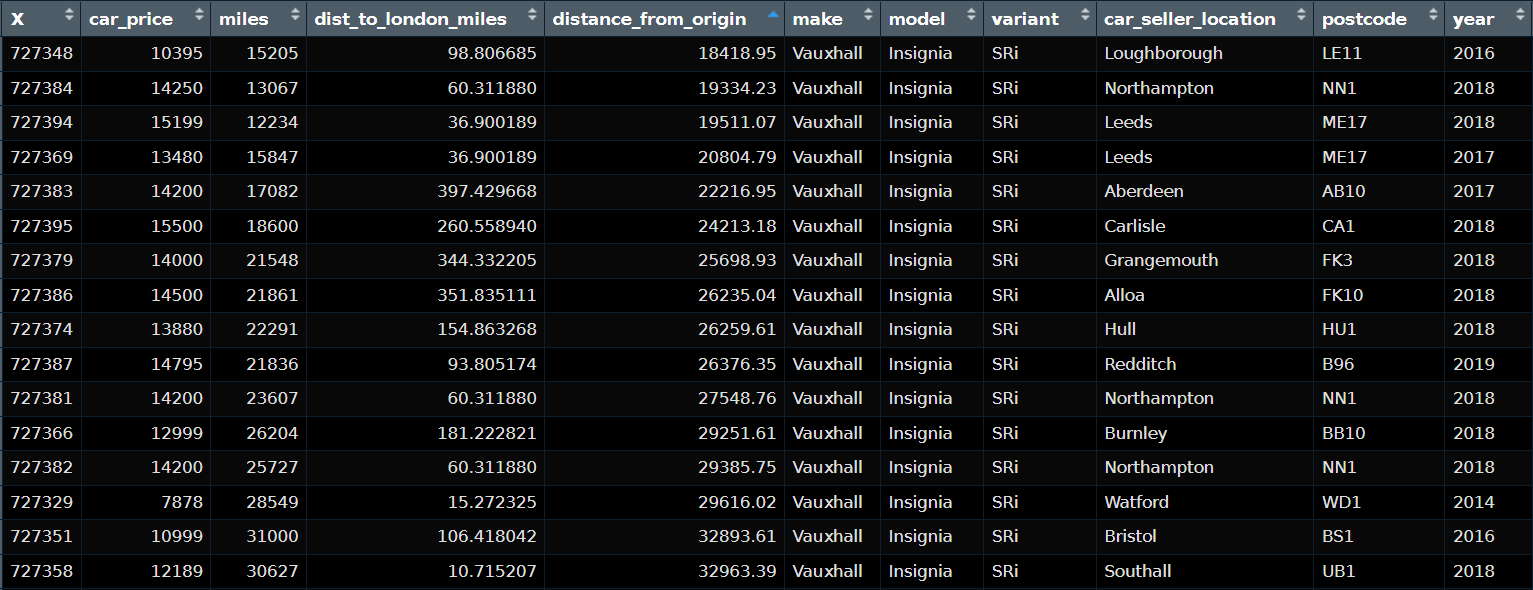 X car_price miles dist_to_london_miles distance_from_origin make model variant car_seller_location postcode year
727348 10395 15205 98.806685 18418.95 Vauxhall Insignia SRi Loughborough LE11 2016
727384 14250 13067 60.311880 19334.23 Vauxhall Insignia SRi Northampton NN1 2018
727394 15199 12234 36.900189 19511.07 Vauxhall Insignia SRi Leeds ME17 2018
727369 13480 15847 36.900189 20804.79 Vauxhall Insignia SRi Leeds ME17 2017
727383 14200 17082 397.429668 22216.95 Vauxhall Insignia SRi Aberdeen AB10 2017
727395 15500 18600 260.558940 24213.18 Vauxhall Insignia SRi Carlisle CA1 2018
727379 14000 21548 344.332205 25698.93 Vauxhall Insignia SRi Grangemouth FK3 2018
727386 14500 21861 351.835111 26235.04 Vauxhall Insignia SRi Alloa FK10 2018
727374 13880 22291 154.863268 26259.61 Vauxhall Insignia SRi Hull HU1 2018
727387 14795 21836 93.805174 26376.35 Vauxhall Insignia SRi Redditch B96 2019
727381 14200 23607 60.311880 27548.76 Vauxhall Insignia SRi Northampton NN1 2018
727366 12999 26204 181.222821 29251.61 Vauxhall Insignia SRi Burnley BB10 2018
727382 14200 25727 60.311880 29385.75 Vauxhall Insignia SRi Northampton NN1 2018
727329 7878 28549 15.272325 29616.02 Vauxhall Insignia SRi Watford WD1 2014
727351 10999 31000 106.418042 32893.61 Vauxhall Insignia SRi Bristol BS1 2016
727358 12189 30627 10.715207 32963.39 Vauxhall Insignia SRi Southall UB1 2018